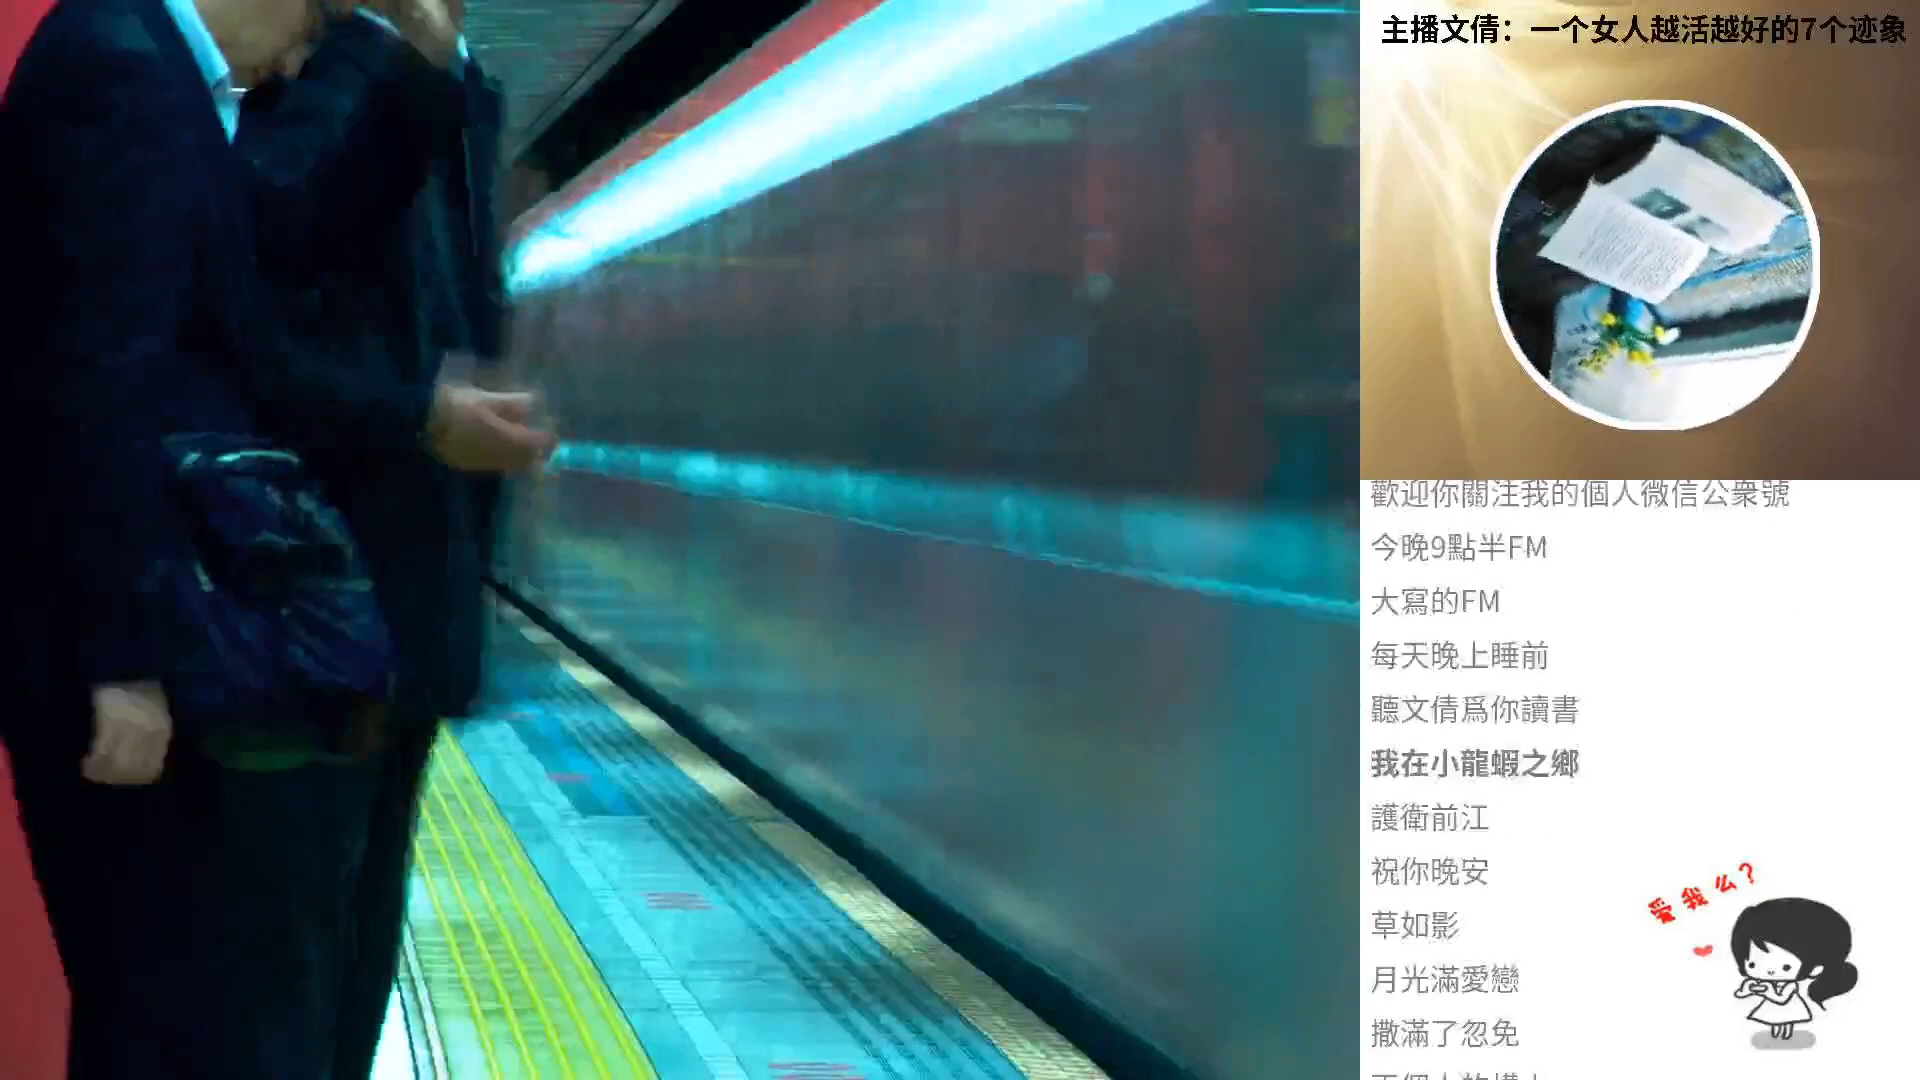 主播文倩：一个女人越活越好的7个迹象
歡迎你關注我的個人微信公衆號
今晚9點半FM
大寫的FM
每天晚上睡前
聽文倩爲你讀書
我在小龍蝦之鄉
護衛前江
祝你晚安
草如影
月光滿愛戀
撒滿了忽免
爱我么？